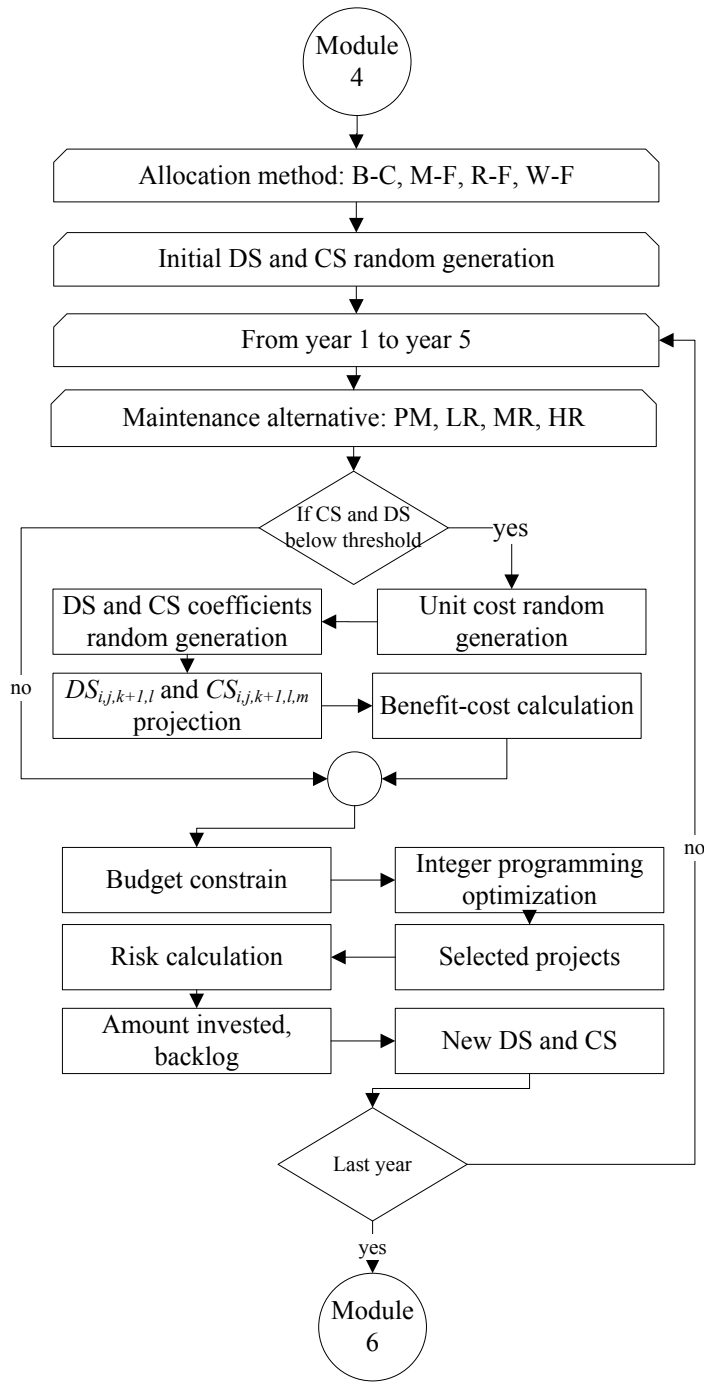 Module
4
Allocation method: B-C, M-F, R-F, W-F
Initial DS and CS random generation
From year 1 to year 5
Maintenance alternative: PM, LR, MR, HR
If CS and DS
below threshold
yes
DS and CS coefficients
random generation
Unit cost random
generation
no
DSi,j,k+1,l and CSi,j,k+1,l,m
projection
Benefit-cost calculation
no
Budget constrain
Integer programming
optimization
Risk calculation
Selected projects
Amount invested,
backlog
New DS and CS
Last year
yes
Module
6